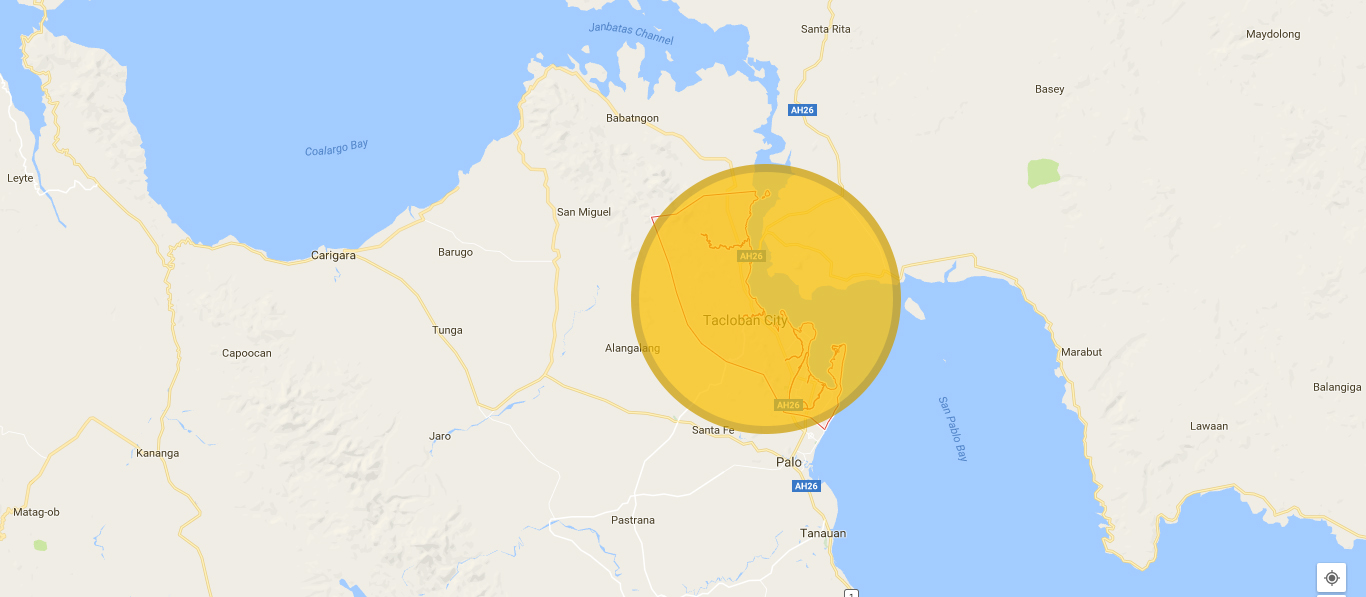 Janbatas Channel
Santa Rita
Maydolong
Basey
AH26
Babatngon
Coalargo Bay
Leyte
San Miguel
Barugo
Carigara
AH26
Tacloban City
Tunga
Alangalang
Capoocan
Marabut
Balangiga
AH26
San Pablo Bay
Lawaan
Santa Fe
Jaro
Kananga
Palo
AH26
Matag-ob
Pastrana
Tanauan
1